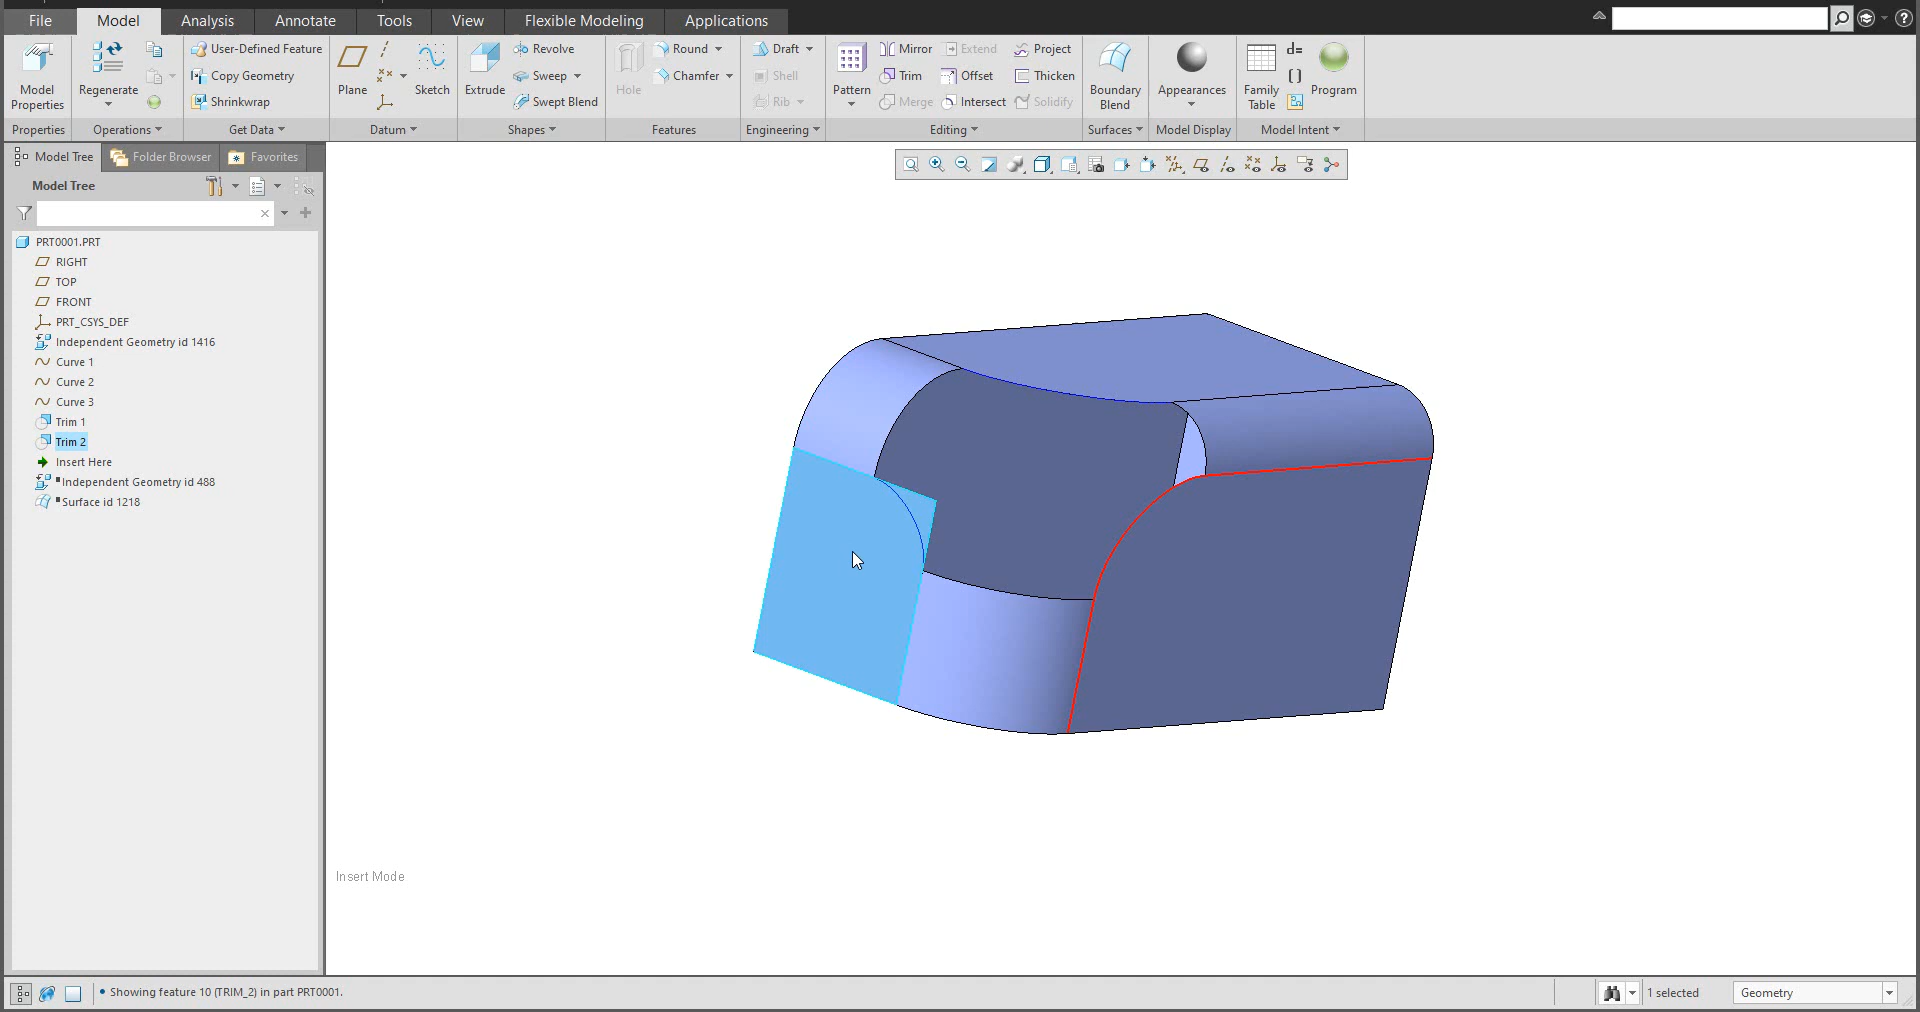 File Model Analysis Annotate Tools View Flexible Modeling Applications
Model Properties
Regenerate
User-Defined Feature
Copy Geometry
Shrinkwrap
Plane
Sketch
Extrude
Revolve
Sweep
Swept Blend
Hole
Round
Chamfer
Draft
Shell
Rib
Pattern
Mirror
Trim
Merge
Extend
Offset
Intersect
Project
Thicken
Solidify
Boundary Blend
Appearances
Family Table
d=
Program
Properties Operations Get Data Datum Shapes Features Engineering Editing Surfaces Model Display Model Intent
Model Tree Folder Browser Favorites
Model Tree
PRT0001.PRT
RIGHT
TOP
FRONT
PRT_CSYS_DEF
Independent Geometry id 1416
Curve 1
Curve 2
Curve 3
Trim 1
Trim 2
Insert Here
Independent Geometry id 488
Surface id 1218
Insert Mode
Showing feature 10 (TRIM_2) in part PRT0001.
1 selected
Geometry